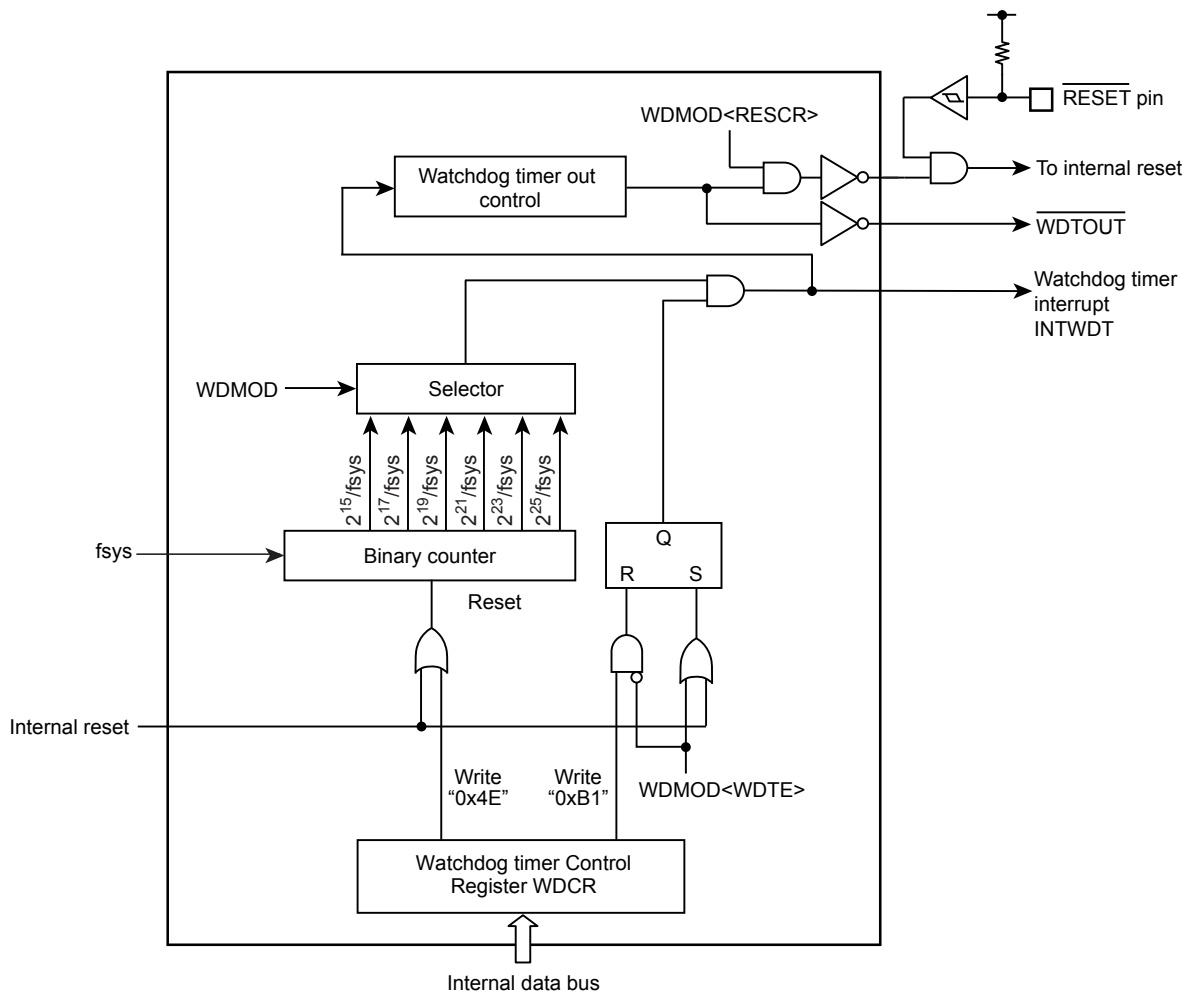 RESET pin
WDMOD<RESCR>
Watchdog timer out
control
To internal reset
WDTOUT
Watchdog timer
interrupt
INTWDT
WDMOD
Selector
2^15/fsys
2^17/fsys
2^19/fsys
2^21/fsys
2^23/fsys
2^25/fsys
fsys
Binary counter
Reset
Q
R S
Internal reset
Write
“0x4E”
Write
“0xB1”
WDMOD<WDTE>
Watchdog timer Control
Register WDCR
Internal data bus